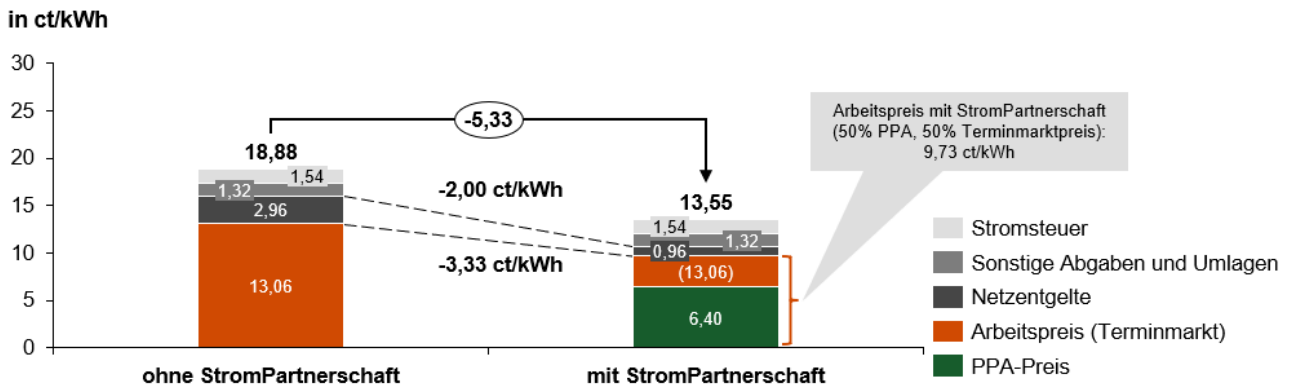 in ct/kWh
30
25
20
15
10
5
0
-5,33
18,88
1,54
1,32
2,96
13,06
-2,00 ct/kWh
-3,33 ct/kWh
13,55
1,54
1,32
0,96
(13,06)
6,40
Arbeitspreis mit StromPartnerschaft
(50% PPA, 50% Terminmarktpreis):
9,73 ct/kWh
Stromsteuer
Sonstige Abgaben und Umlagen
Netzentgelte
Arbeitspreis (Terminmarkt)
PPA-Preis
ohne StromPartnerschaft
mit StromPartnerschaft